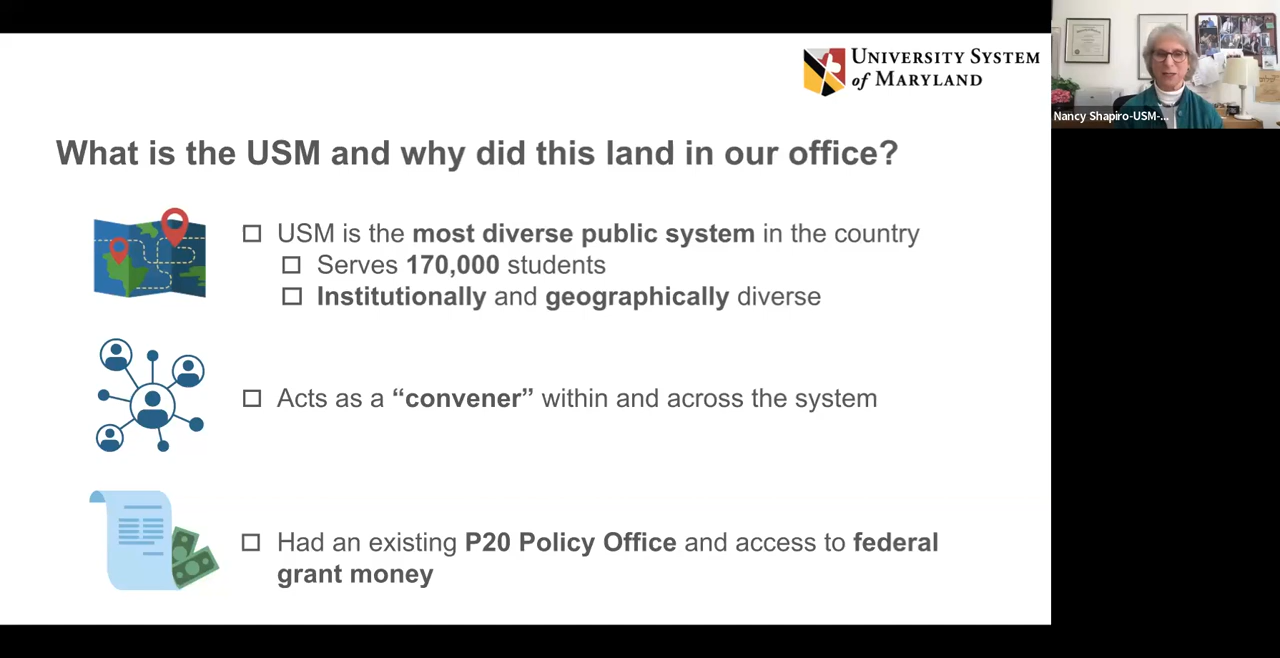 UNIVERSITY SYSTEM
of MARYLAND
Nancy Shapiro-USM-...
What is the USM and why did this land in our office?
USM is the most diverse public system in the country
Serves 170,000 students
Institutionally and geographically diverse
Acts as a “convener” within and across the system
Had an existing P20 Policy Office and access to federal
grant money